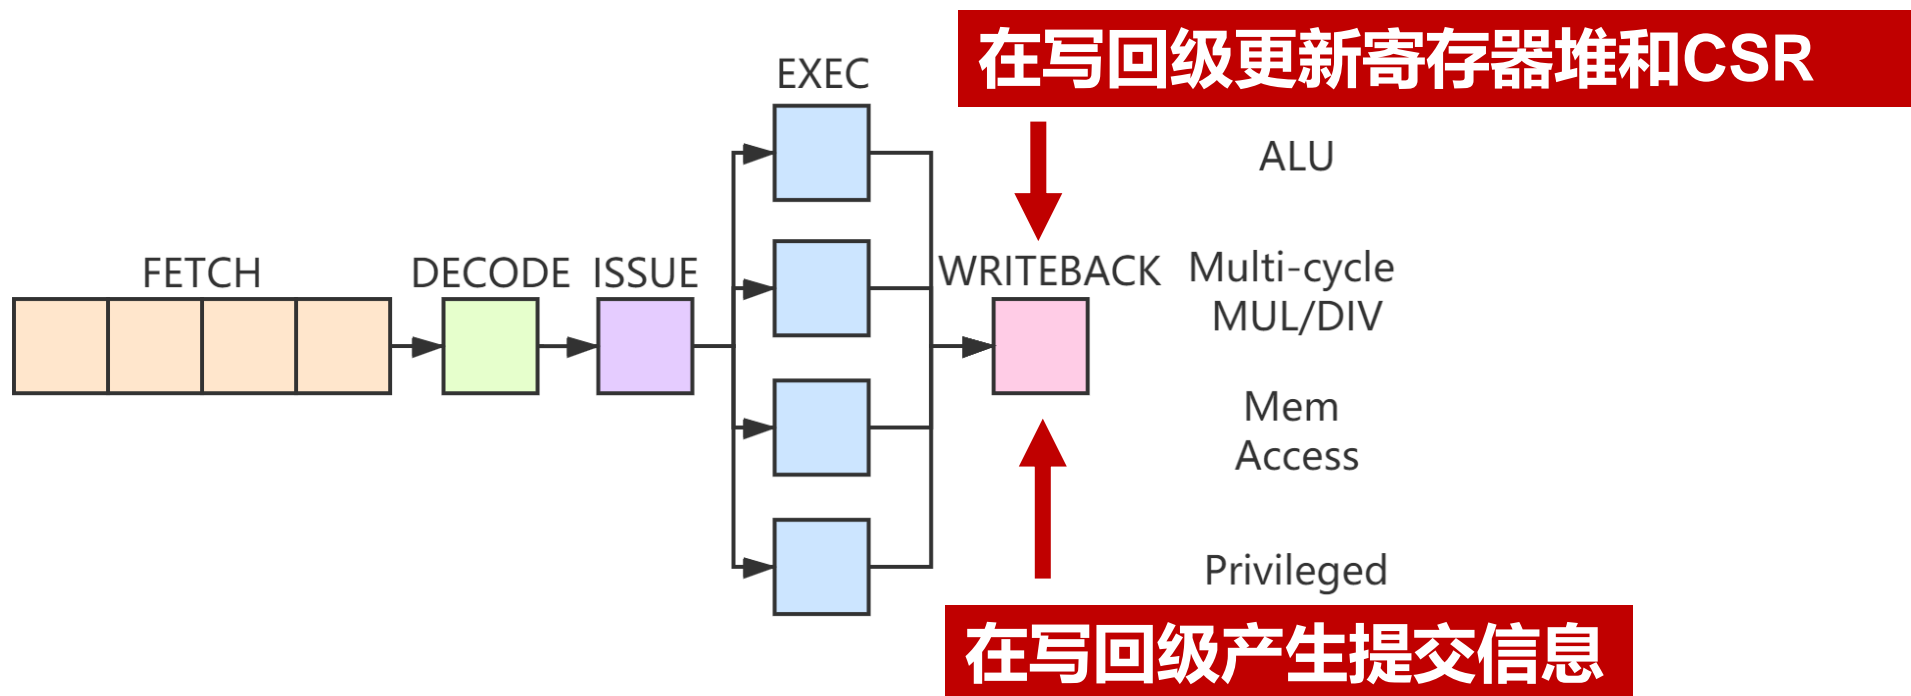 在写回级更新寄存器堆和CSR
EXEC
ALU
FETCH
DECODE
ISSUE
WRITEBACK
Multi-cycle
MUL/DIV
Mem
Access
Privileged
在写回级产生提交信息